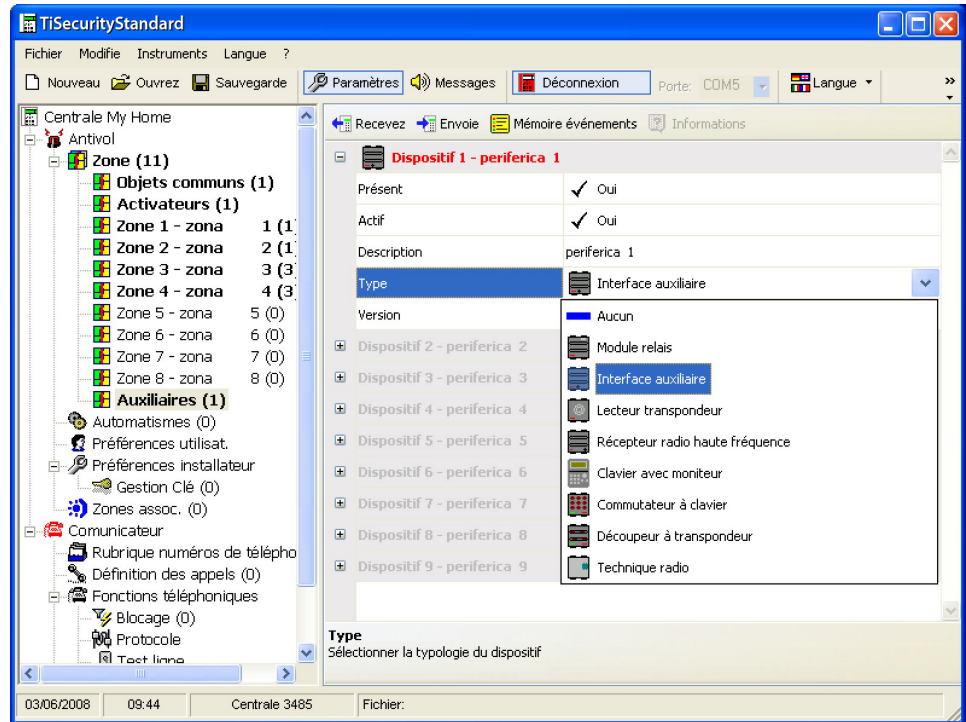 TiSecurityStandard
Fichier Modifie Instruments Langue ?
Nouveau Ouvrez Sauvegarde Paramètres Messages Déconnexion Porte: COM5 Langue »
Centrale My Home
Antivol
Zone (11)
Objets communs (1)
Activateurs (1)
Zone 1 - zona 1 (1
Zone 2 - zona 2 (1
Zone 3 - zona 3 (3
Zone 4 - zona 4 (3
Zone 5 - zona 5 (0)
Zone 6 - zona 6 (0)
Zone 7 - zona 7 (0)
Zone 8 - zona 8 (0)
Auxiliaires (1)
Automatismes (0)
Préférences utilisat.
Préférences installateur
Gestion Clé (0)
Zones assoc. (0)
Comunicateur
Rubrique numéros de télépho
Définition des appels (0)
Fonctions téléphoniques
Blocage (0)
Protocole
Test ligne
Recevez Envoie Mémoire événements Informations
Dispositif 1 - periferica 1
Présent Oui
Actif Oui
Description periferica 1
Type Interface auxiliaire
Version
Aucun
Module relais
Interface auxiliaire
Lecteur transpondeur
Récepteur radio haute fréquence
Clavier avec moniteur
Commutateur à clavier
Découpeur à transpondeur
Technique radio
Dispositif 2 - periferica 2
Dispositif 3 - periferica 3
Dispositif 4 - periferica 4
Dispositif 5 - periferica 5
Dispositif 6 - periferica 6
Dispositif 7 - periferica 7
Dispositif 8 - periferica 8
Dispositif 9 - periferica 9
Type
Sélectionner la typologie du dispositif
03/06/2008 09:44 Centrale 3485 Fichier: